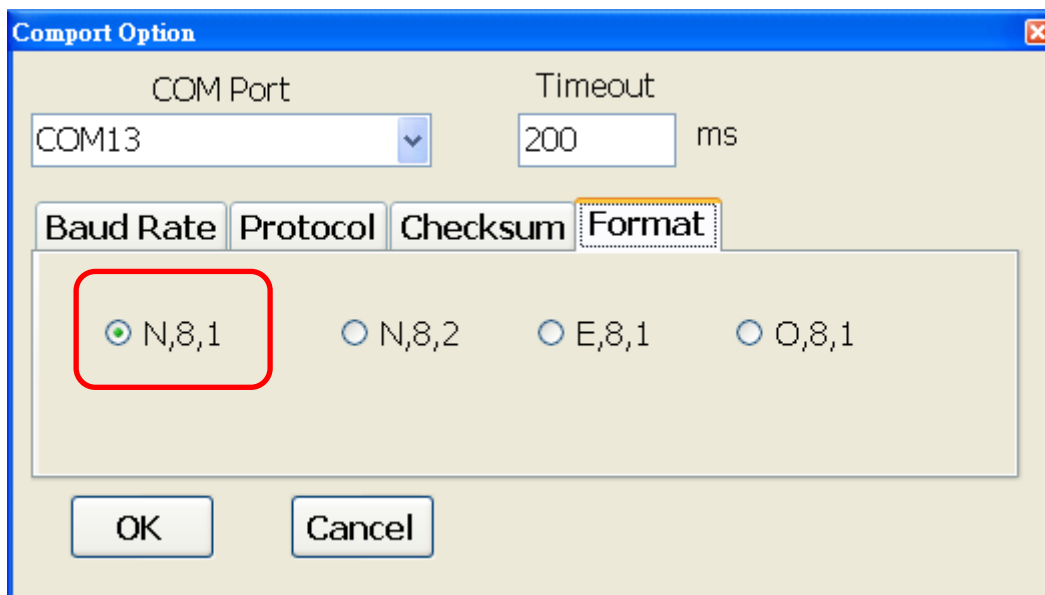 Comport Option
COM Port
Timeout
COM13
200
ms
Baud Rate
Protocol
Checksum
Format
N,8,1
N,8,2
E,8,1
O,8,1
OK
Cancel